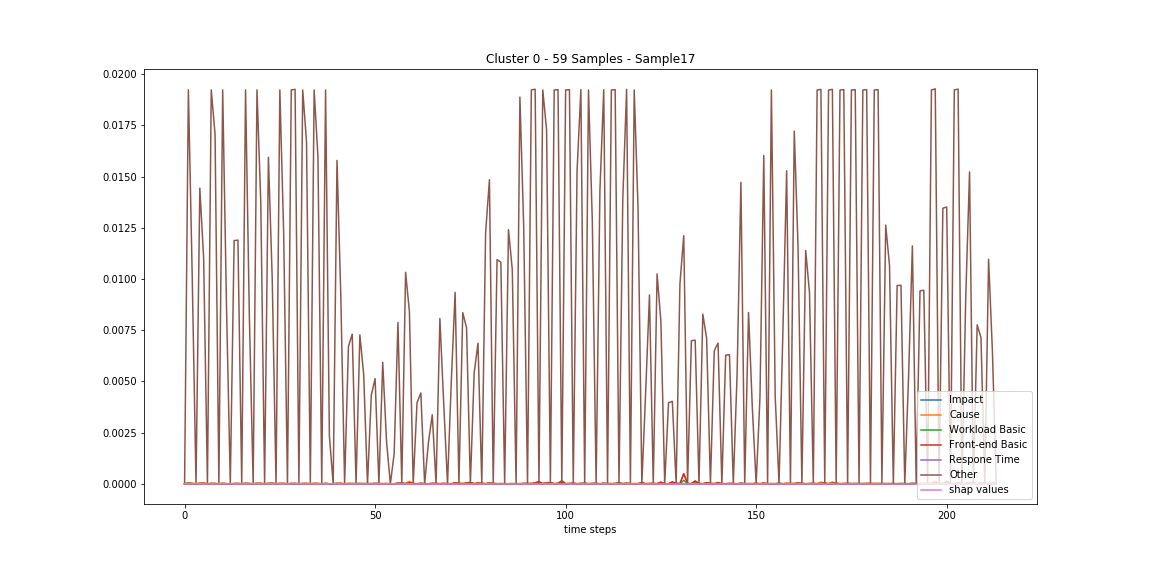 Cluster 0 - 59 Samples - Sample17
0.0200
0.0175
0.0150
0.0125
0.0100
0.0075
0.0050
0.0025
0.0000
Impact
Cause
Workload Basic
Front-end Basic
Respone Time
Other
shap values
0 50 100 150 200
time steps